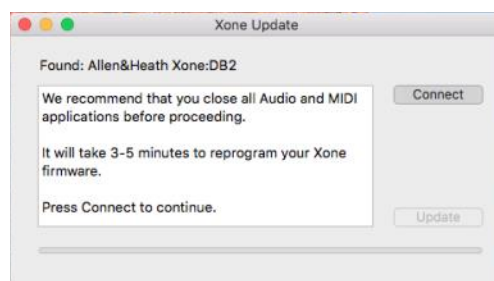 Xone Update
Found: Allen&Heath Xone:DB2
We recommend that you close all Audio and MIDI
applications before proceeding.
It will take 3-5 minutes to reprogram your Xone
firmware.
Press Connect to continue.
Connect
Update